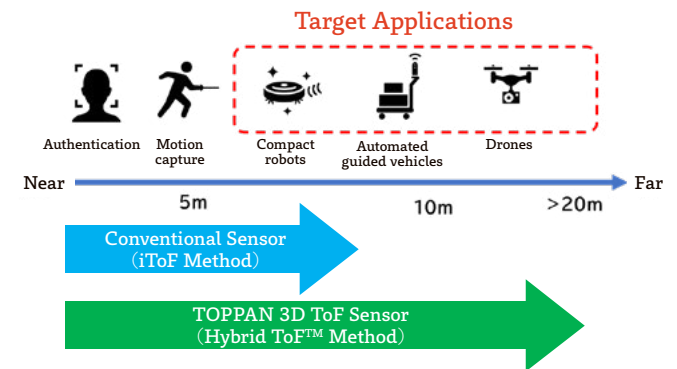 Target Applications
Authentication
Motion
capture
Compact
robots
Automated
guided vehicles
Drones
Near
Far
5m
10m
>20m
Conventional Sensor
（iToF Method）
TOPPAN 3D ToF Sensor
（Hybrid ToF™ Method）